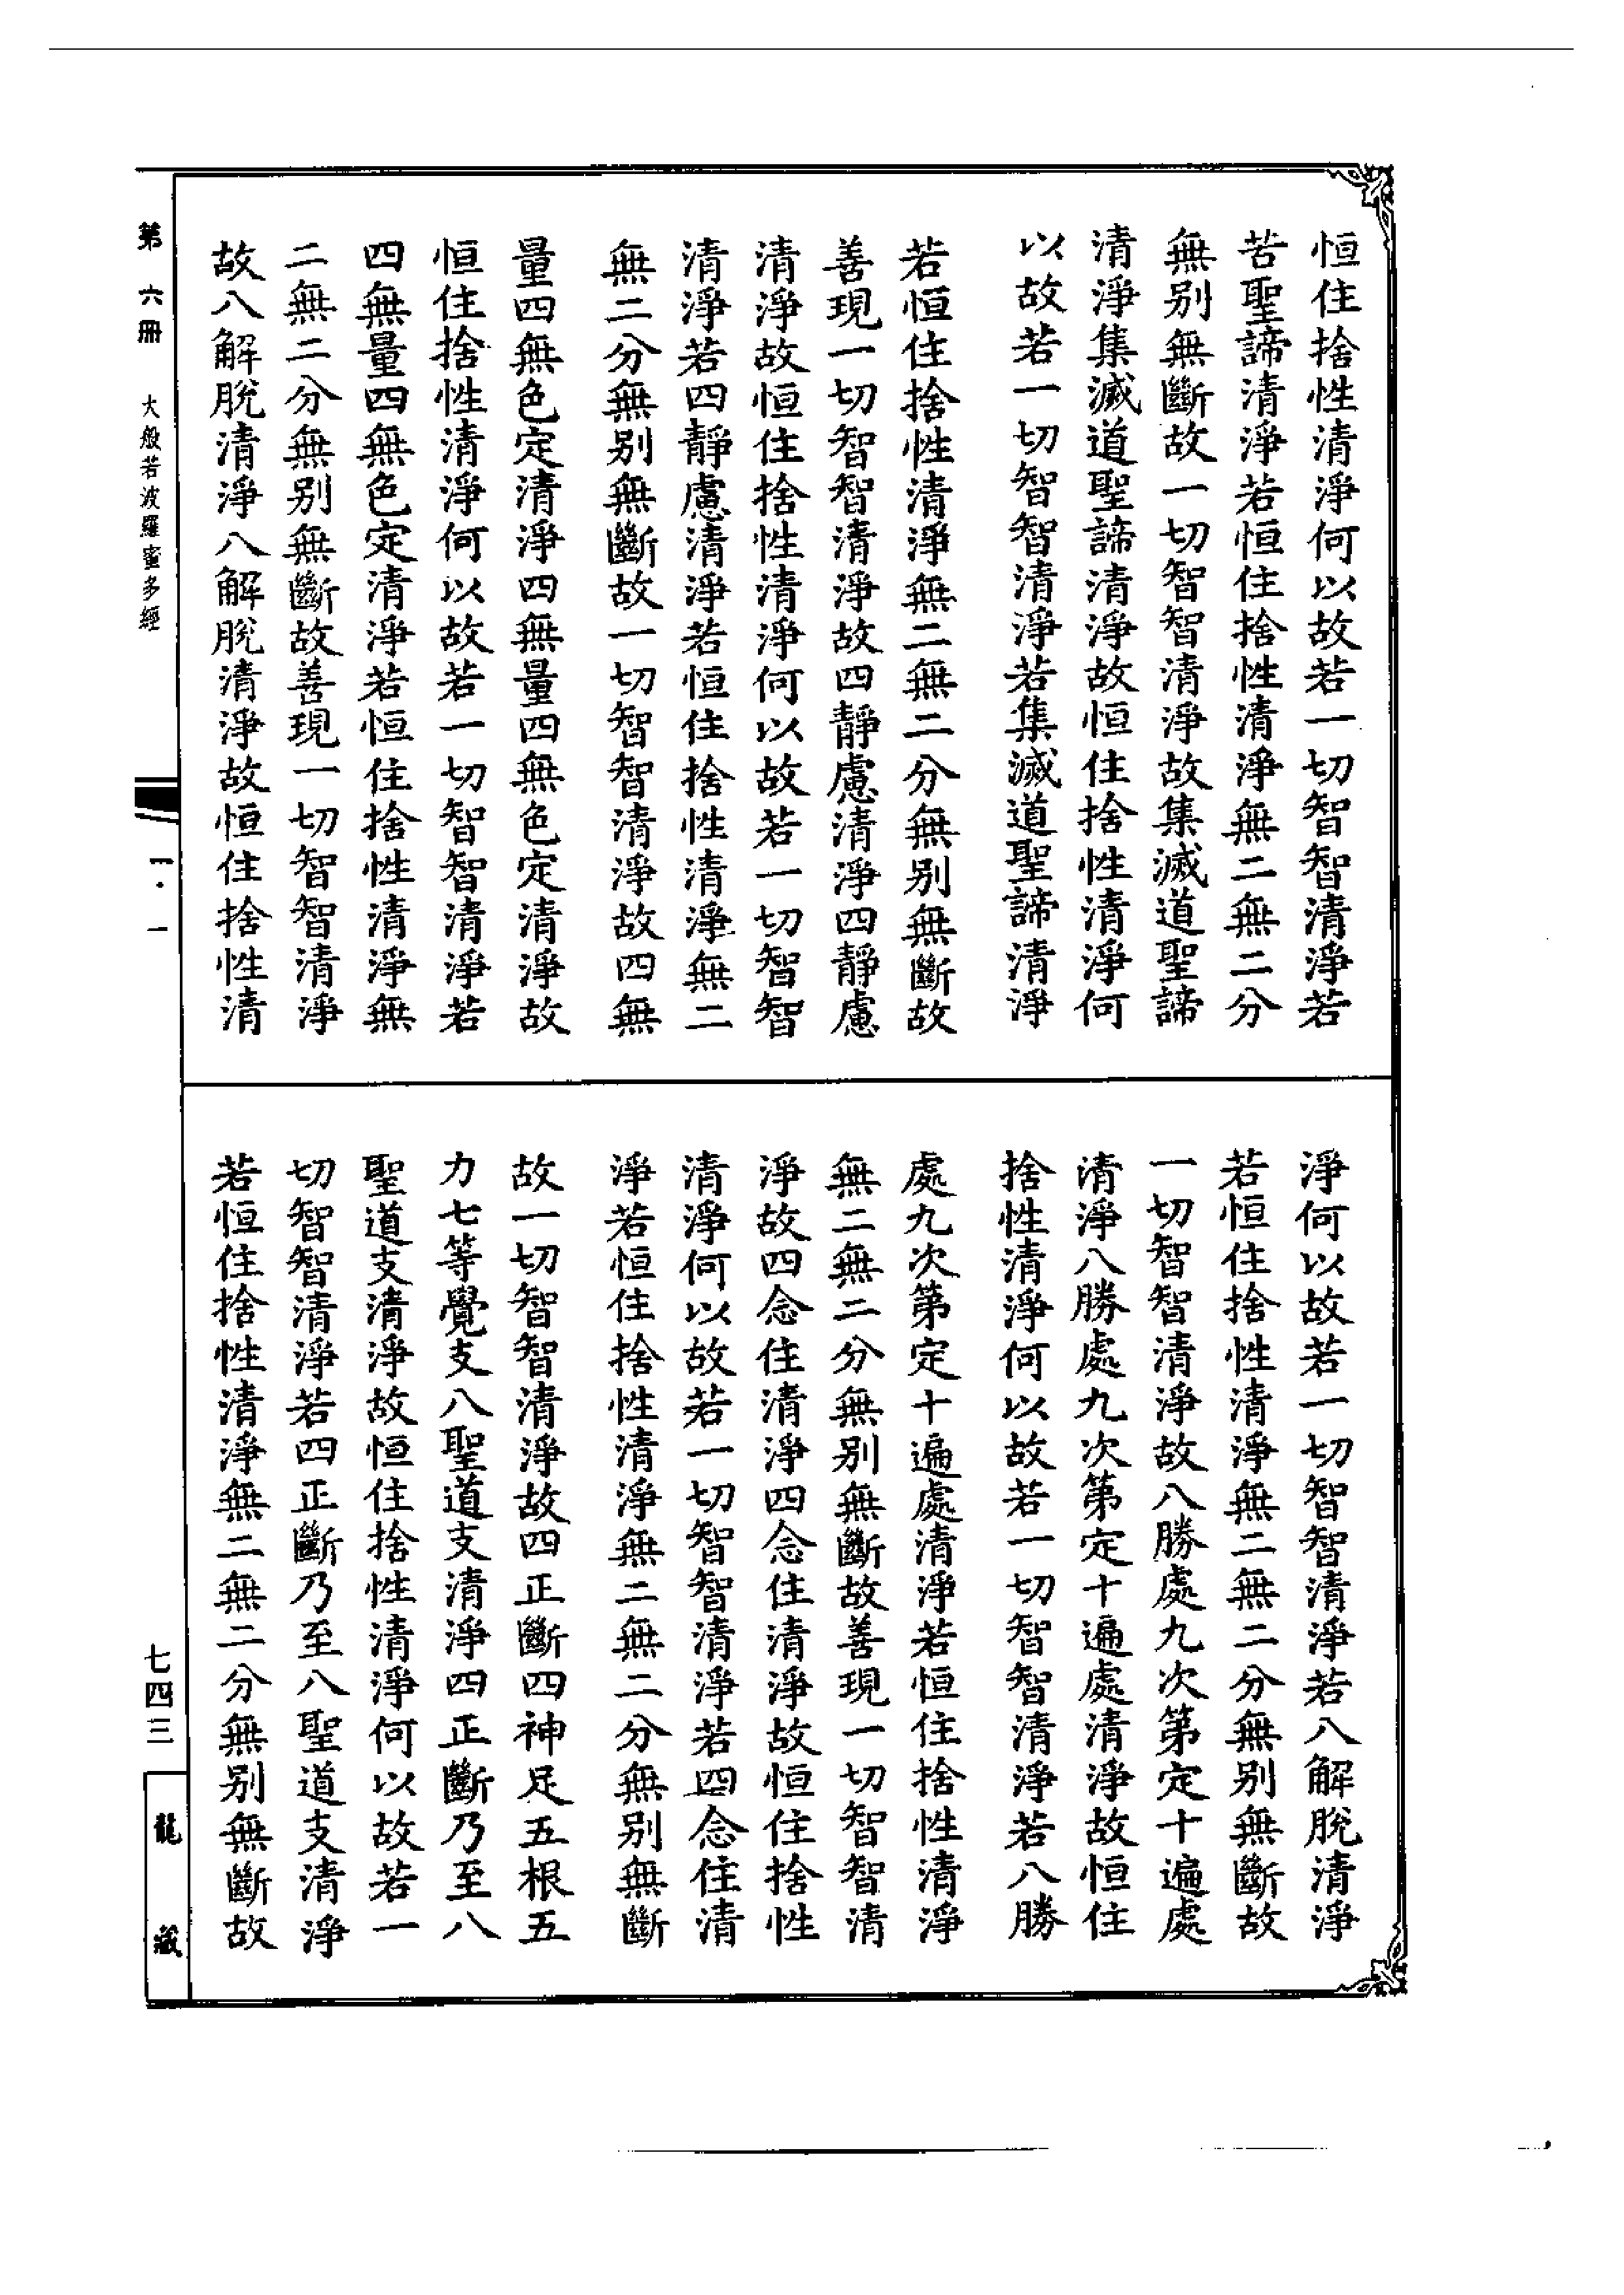 恒住捨性清淨何以故若一切智智清淨若
苦聖諦清淨若恒住捨性清淨無二無二分
無别無斷故一切智智清淨故集滅道聖諦
清淨集滅道聖諦清淨故恒住捨性清淨何
以故若一切智智清淨若集滅道聖諦清淨
若恒住捨性清淨無二無二分無别無斷故
善現一切智智清淨故四靜慮清淨四靜慮
清淨故恒住捨性清淨何以故若一切智智
清淨若四靜慮清淨若恒住捨性清淨無二
無二分無别無斷故一切智智清淨故四無
量四無色定清淨四無量四無色定清淨故
恒住捨性清淨何以故若一切智智清淨若
四無量四無色定清淨若恒住捨性清淨無
二無二分無别無斷故善現一切智智清淨
故八解脫清淨八解脫清淨故恒住捨性清
淨何以故若一切智智清淨若八解脫清淨
若恒住捨性清淨無二無二分無别無斷故
一切智智清淨故八勝處九次第定十遍處
清淨八勝處九次第定十遍處清淨故恒住
捨性清淨何以故若一切智智清淨若八勝
處九次第定十遍處清淨若恒住捨性清淨
無二無二分無别無斷故善現一切智智清
淨故四念住清淨四念住清淨故恒住捨性
清淨何以故若一切智智清淨若四念住清
淨若恒住捨性清淨無二無二分無别無斷
故一切智智清淨故四正斷四神足五根五
力七等覺支八聖道支清淨四正斷乃至八
聖道支清淨故恒住捨性清淨何以故若一
切智智清淨若四正斷乃至八聖道支清淨
若恒住捨性清淨無二無二分無别無斷故
第六冊 大般若波羅蜜多經
一·一
七四三
龍藏